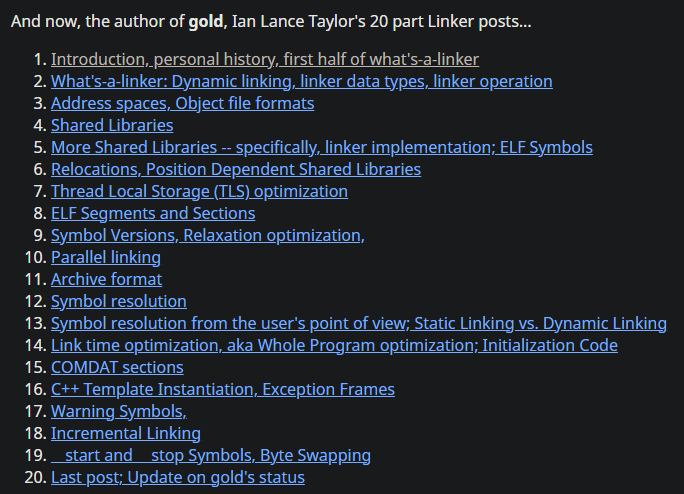 And now, the author of gold, Ian Lance Taylor's 20 part Linker posts...
1. Introduction, personal history, first half of what's-a-linker
2. What's-a-linker: Dynamic linking, linker data types, linker operation
3. Address spaces, Object file formats
4. Shared Libraries
5. More Shared Libraries -- specifically, linker implementation; ELF Symbols
6. Relocations, Position Dependent Shared Libraries
7. Thread Local Storage (TLS) optimization
8. ELF Segments and Sections
9. Symbol Versions, Relaxation optimization,
10. Parallel linking
11. Archive format
12. Symbol resolution
13. Symbol resolution from the user's point of view; Static Linking vs. Dynamic Linking
14. Link time optimization, aka Whole Program optimization; Initialization Code
15. COMDAT sections
16. C++ Template Instantiation, Exception Frames
17. Warning Symbols,
18. Incremental Linking
19. __start and __stop Symbols, Byte Swapping
20. Last post; Update on gold's status